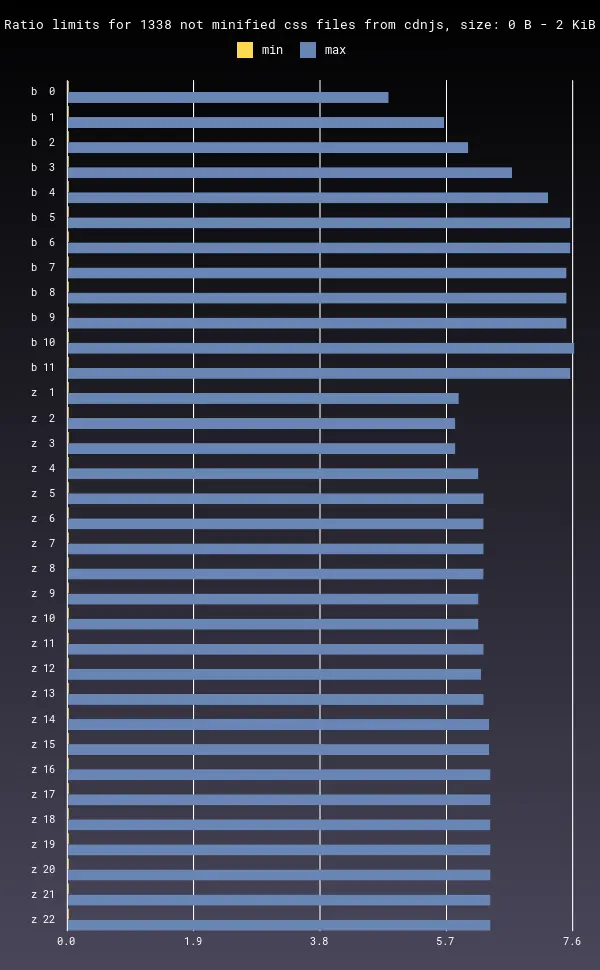 Ratio limits for 1338 not minified css files from cdnjs, size: 0 B - 2 KiB
min max
b 0
b 1
b 2
b 3
b 4
b 5
b 6
b 7
b 8
b 9
b 10
b 11
z 1
z 2
z 3
z 4
z 5
z 6
z 7
z 8
z 9
z 10
z 11
z 12
z 13
z 14
z 15
z 16
z 17
z 18
z 19
z 20
z 21
z 22
0.0 1.9 3.8 5.7 7.6